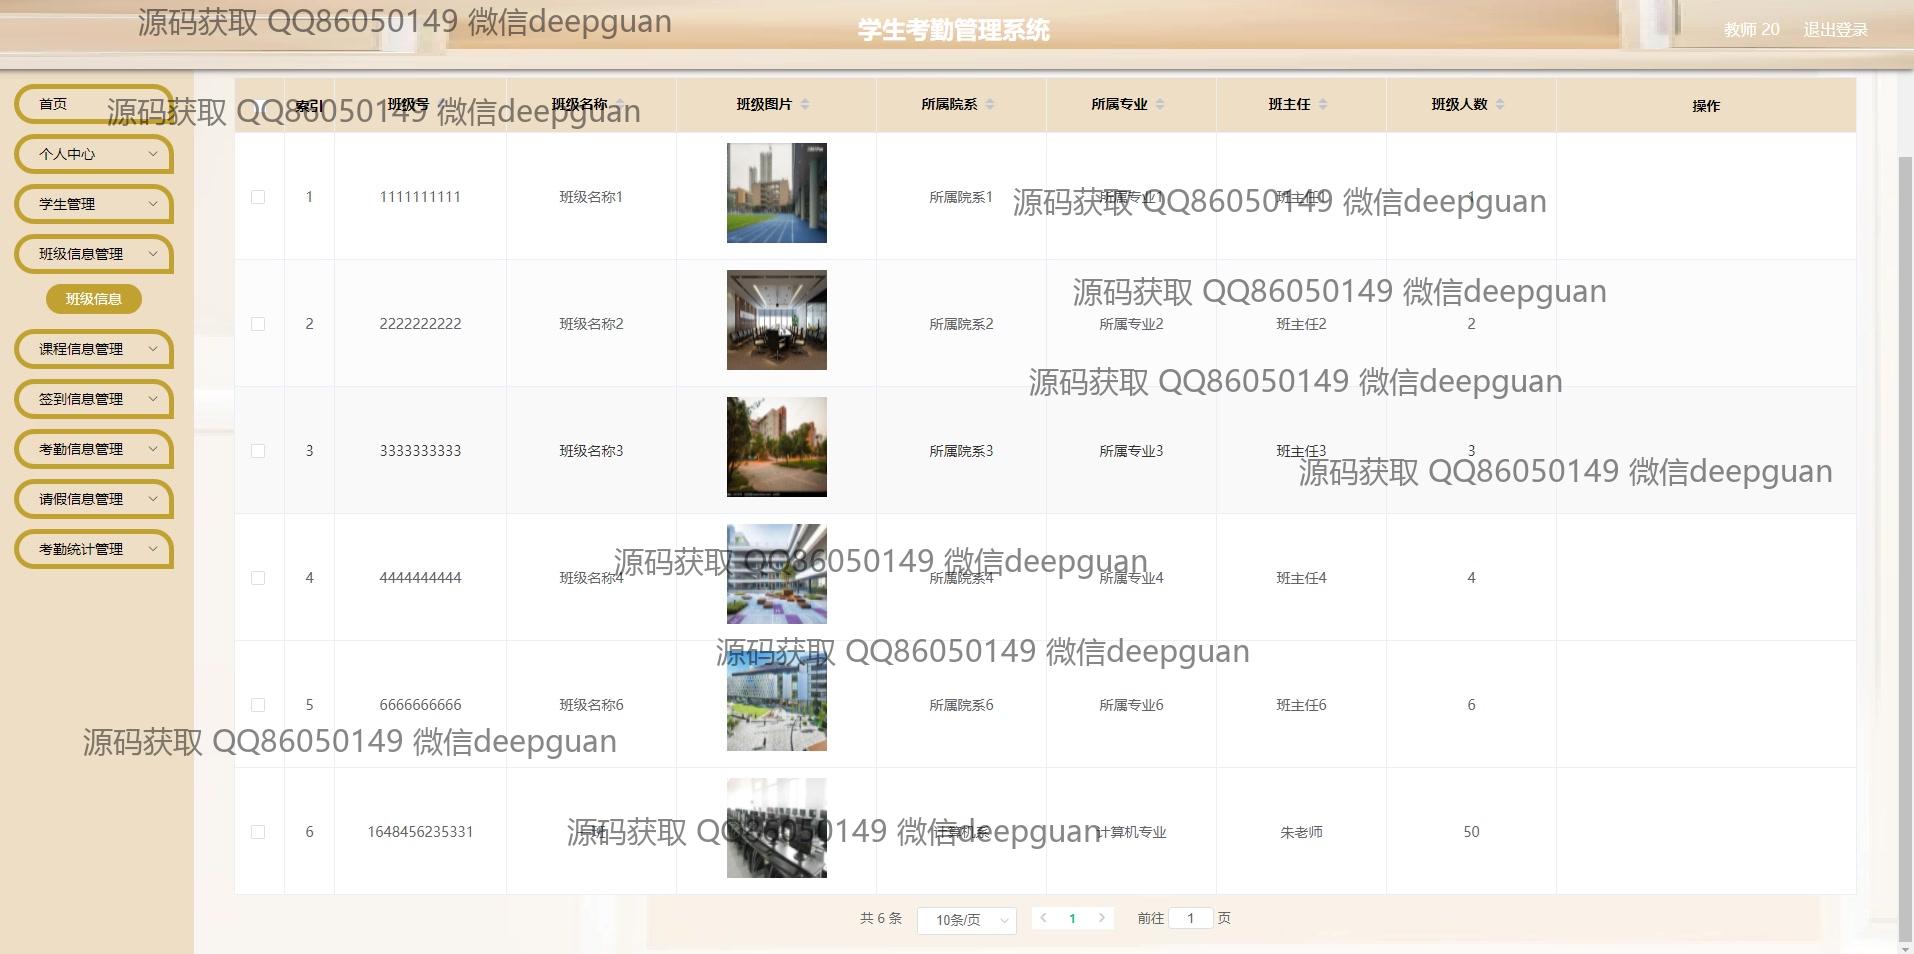 源码获取 QQ86050149 微信deepguan
学生考勤管理系统
教师 20 退出登录
首页
个人中心
学生管理
班级信息管理
班级信息
课程信息管理
签到信息管理
考勤信息管理
请假信息管理
考勤统计管理
源码获取 QQ86050149 微信deepguan
索引 班级号 班级名称 班级图片 所属院系 所属专业 班主任 班级人数 操作
1 1111111111 班级名称1 所属院系1 所属专业1 班主任1 1
源码获取 QQ86050149 微信deepguan
源码获取 QQ86050149 微信deepguan
2 2222222222 班级名称2 所属院系2 所属专业2 班主任2 2
源码获取 QQ86050149 微信deepguan
3 3333333333 班级名称3 所属院系3 所属专业3 班主任3 3
源码获取 QQ86050149 微信deepguan
源码获取 QQ86050149 微信deepguan
4 4444444444 班级名称4 所属院系4 所属专业4 班主任4 4
源码获取 QQ86050149 微信deepguan
5 6666666666 班级名称6 所属院系6 所属专业6 班主任6 6
源码获取 QQ86050149 微信deepguan
6 1648456235331 计算机系 计算机专业 朱老师 50
源码获取 QQ86050149 微信deepguan
共 6 条 10条/页 1 前往 1 页